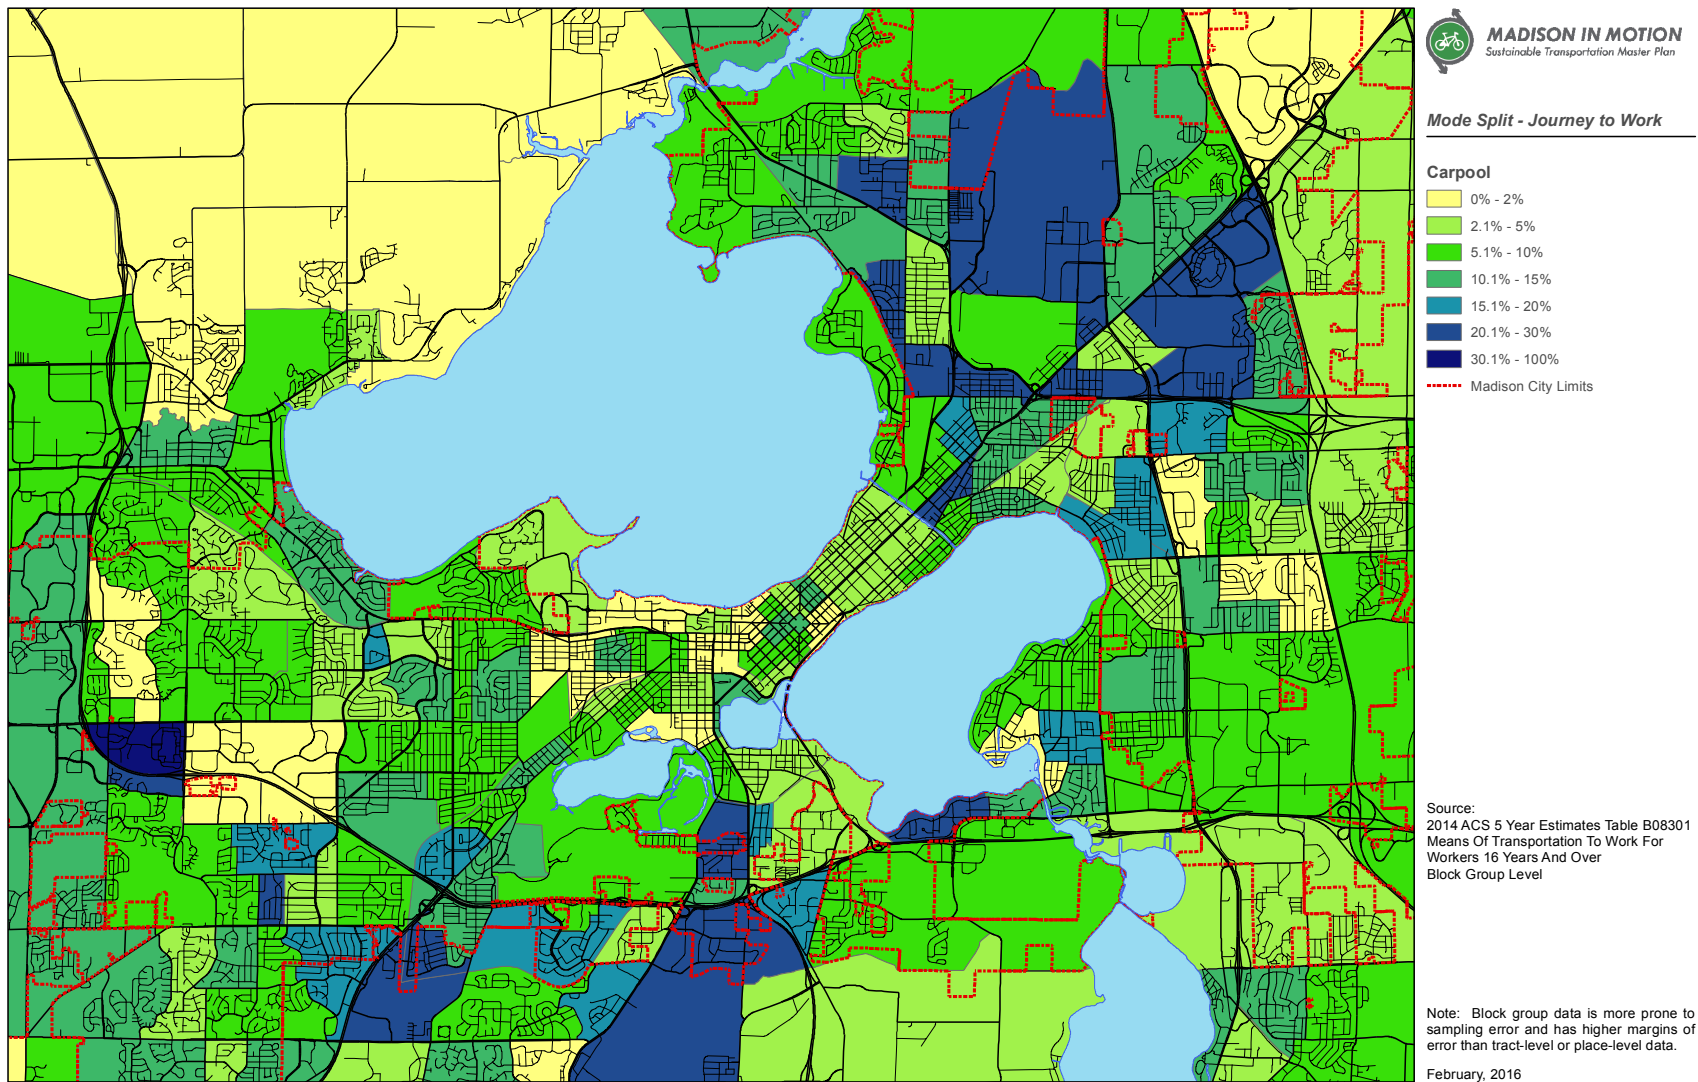 MADISON IN MOTION
Sustainable Transportation Master Plan
Mode Split - Journey to Work
Carpool
0% - 2%
2.1% - 5%
5.1% - 10%
10.1% - 15%
15.1% - 20%
20.1% - 30%
30.1% - 100%
Madison City Limits
Source:
2014 ACS 5 Year Estimates Table B08301
Means Of Transportation To Work For
Workers 16 Years And Over
Block Group Level
Note: Block group data is more prone to
sampling error and has higher margins of
error than tract-level or place-level data.
February, 2016